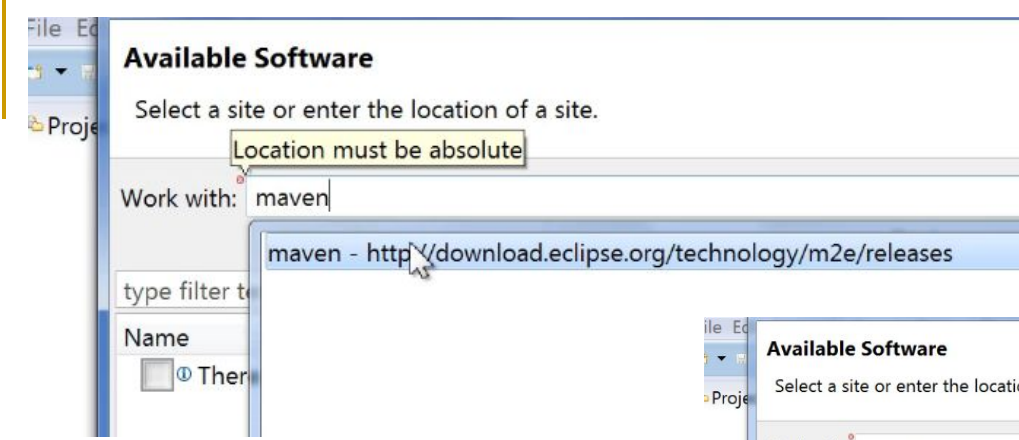 File Ed
Available Software
Select a site or enter the location of a site.
Proje
Location must be absolute
Work with: maven
maven - http://download.eclipse.org/technology/m2e/releases
type filter te
Name
Ther
ile Ed
Available Software
Select a site or enter the locati
Proje